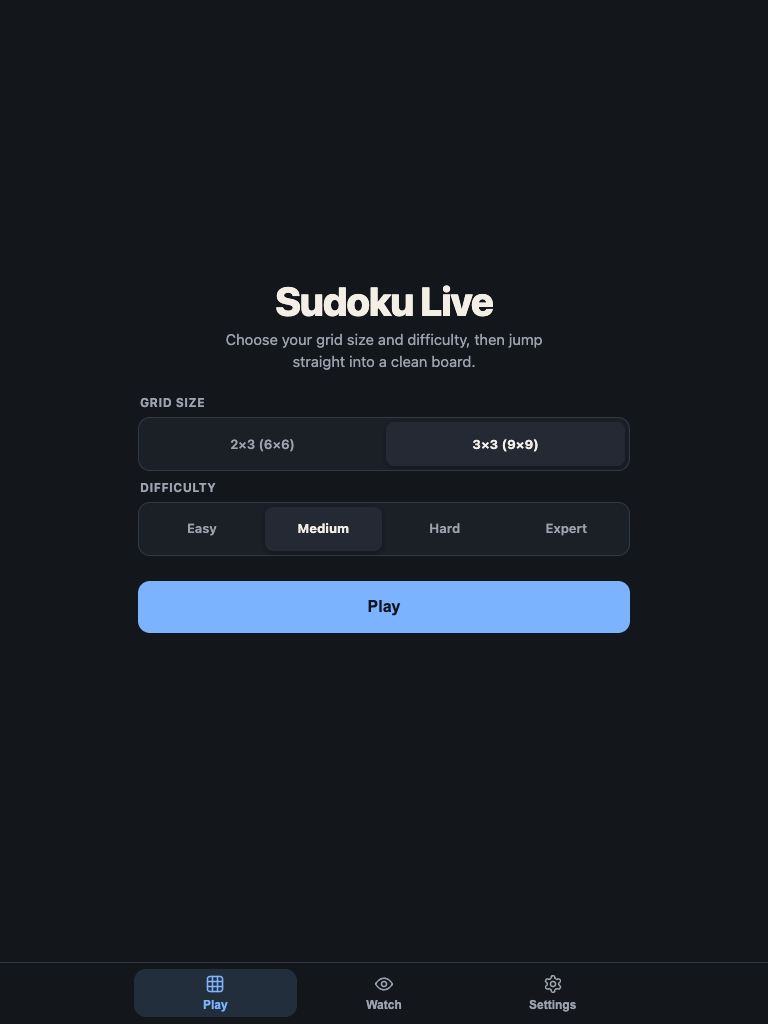 Sudoku Live
Choose your grid size and difficulty, then jump
straight into a clean board.
GRID SIZE
2×3 (6×6)
3×3 (9×9)
DIFFICULTY
Easy
Medium
Hard
Expert
Play
Play
Watch
Settings